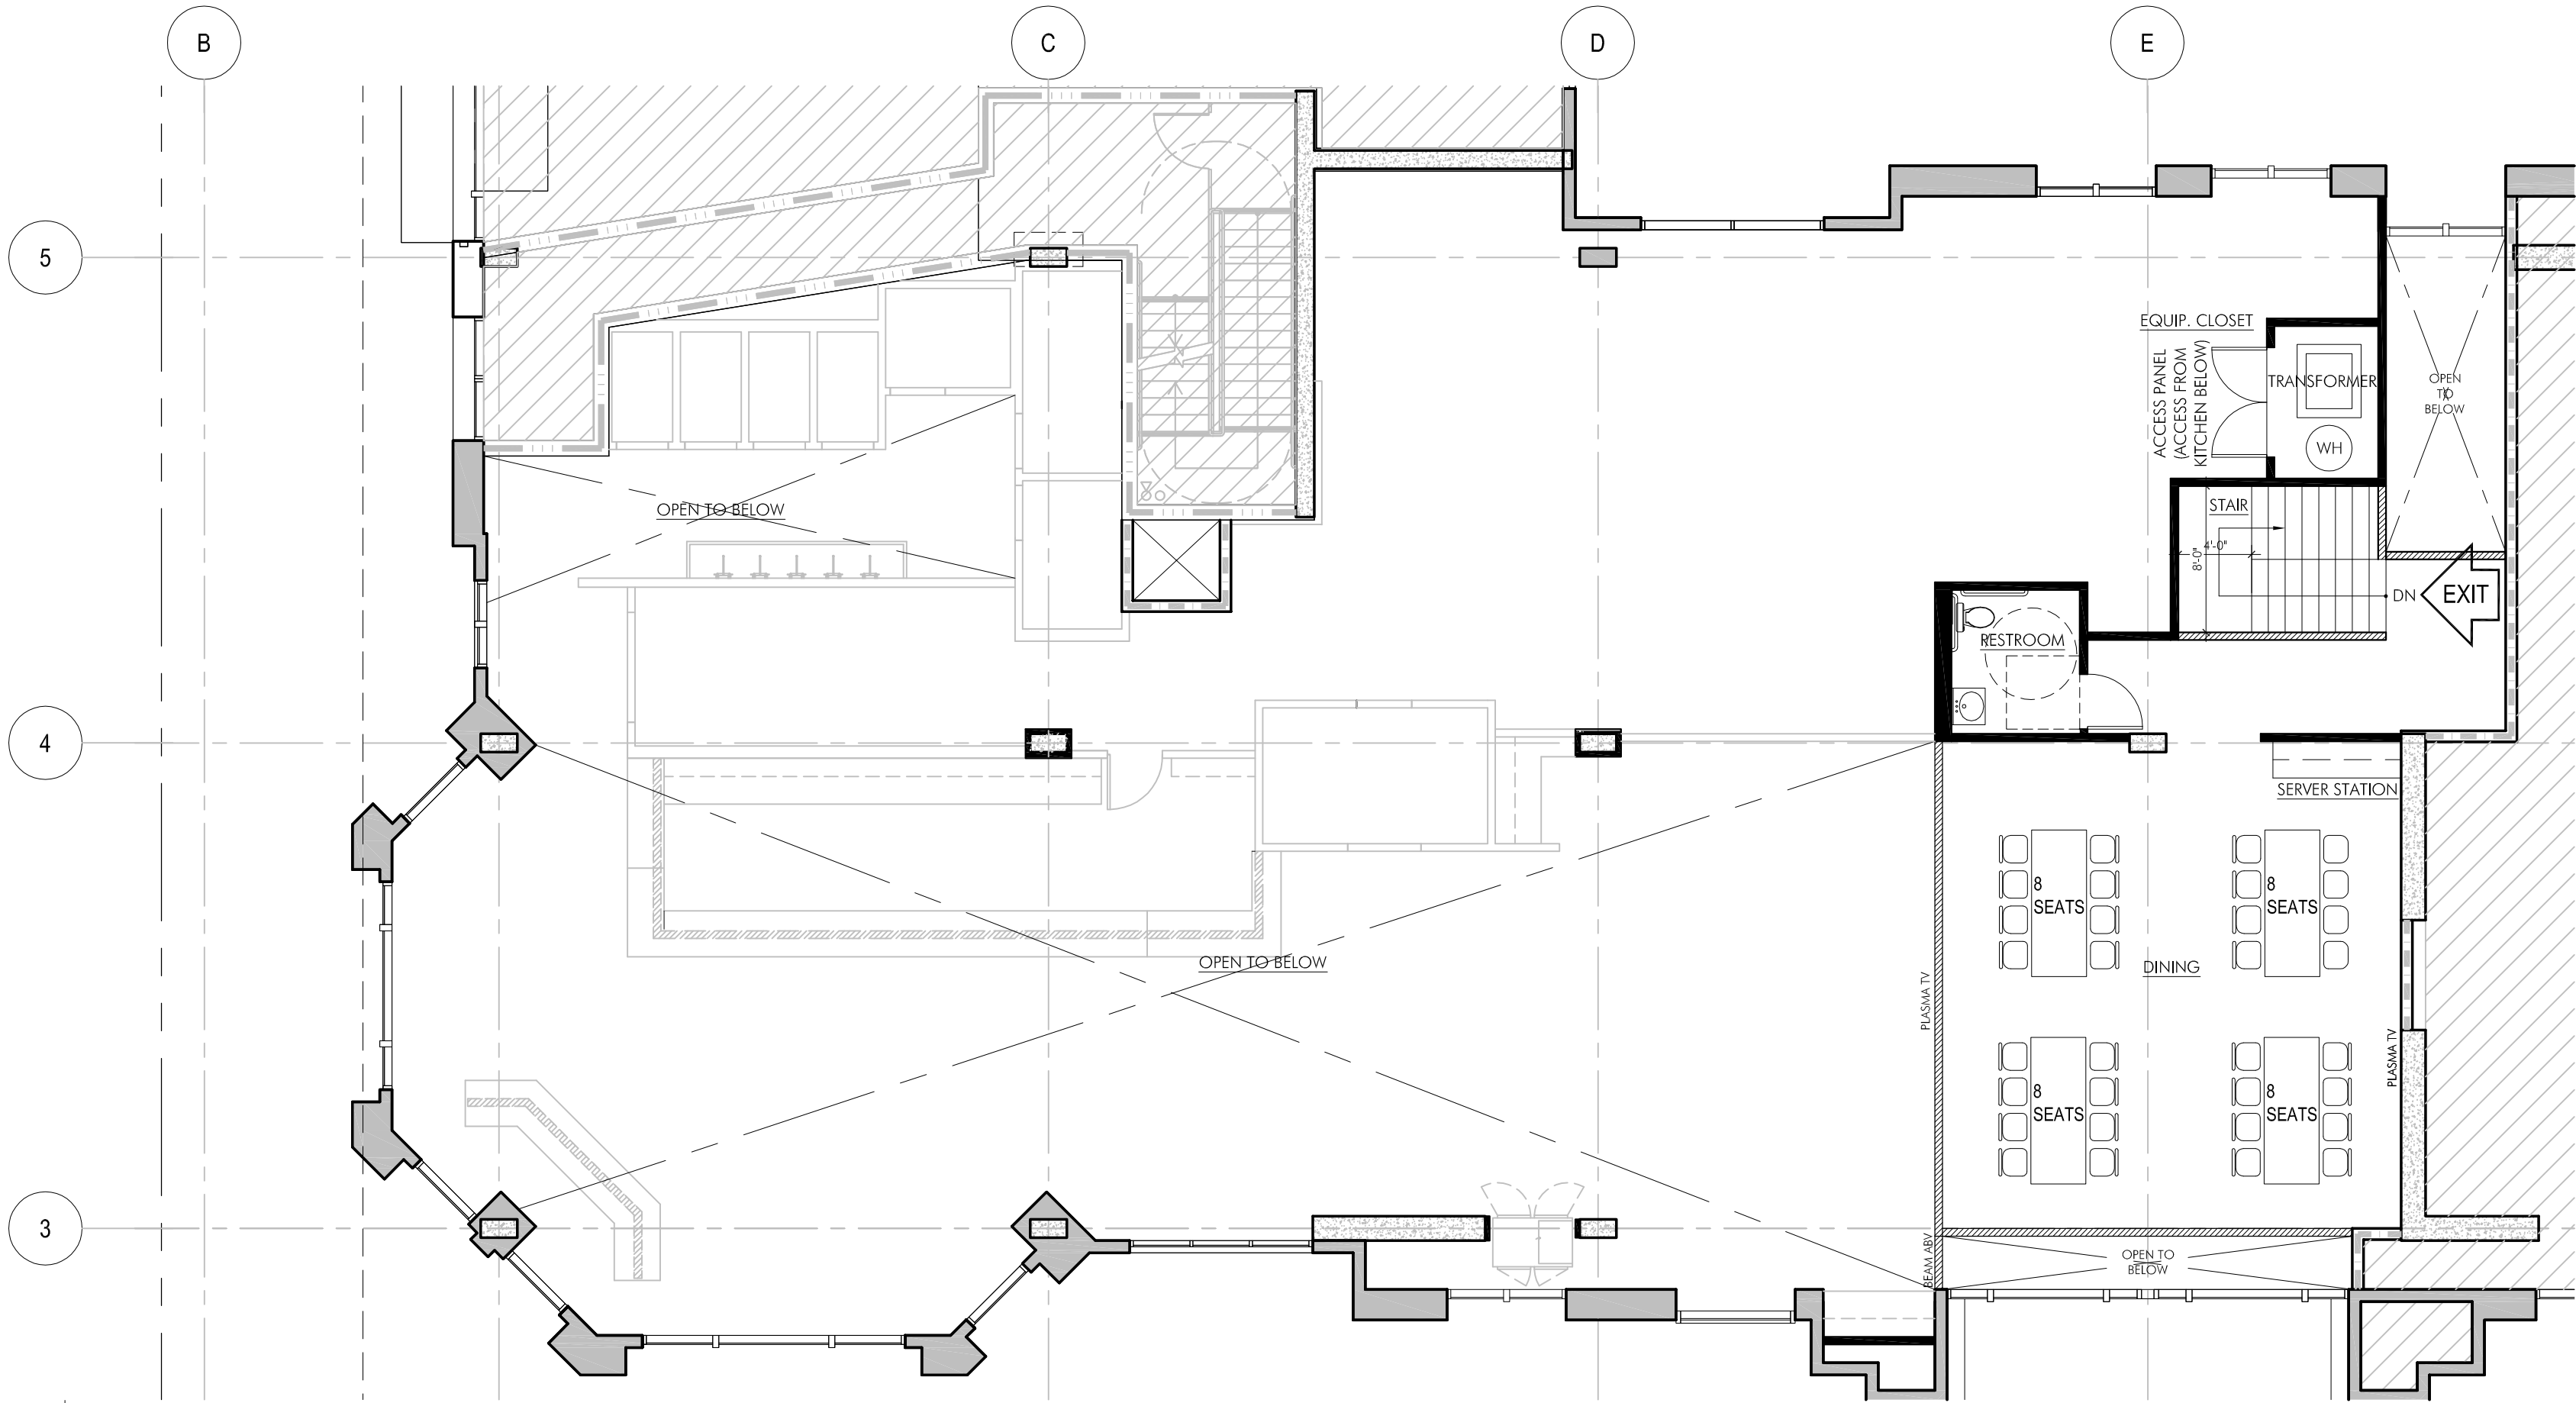 B
C
D
E
5
4
3
EQUIP. CLOSET
ACCESS PANEL
(ACCESS FROM
KITCHEN BELOW)
TRANSFORMER
WH
OPEN
TO
BELOW
OPEN TO BELOW
STAIR
4'-0"
8'-0"
DN
EXIT
RESTROOM
SERVER STATION
8
SEATS
8
SEATS
OPEN TO BELOW
DINING
PLASMA TV
PLASMA TV
8
SEATS
8
SEATS
BEAM ABV
OPEN TO
BELOW